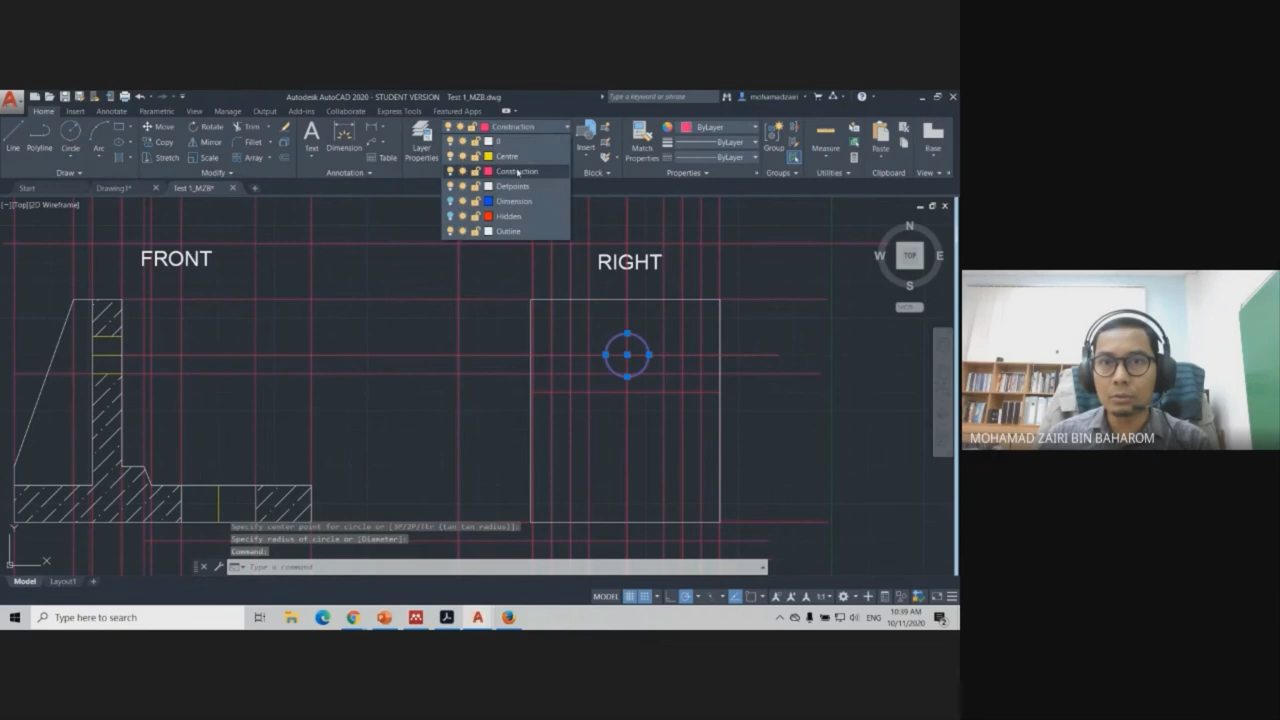 Autodesk AutoCAD 2020 - STUDENT VERSION Test 1_MZB.dwg
Type a keyword or phrase
mohamadzairi
Home Insert Annotate Parametric View Manage Output Add-ins Collaborate Express Tools Featured Apps
Line Polyline Circle Arc
Move Rotate Trim
Copy Mirror Fillet
Stretch Scale Array
Text Dimension Table
Layer Properties
Construction
0
Centre
Construction
Defpoints
Dimension
Hidden
Outline
Insert
Match Properties
ByLayer
ByLayer
ByLayer
Group Measure Paste Base
Draw Modify Annotation Block Properties Groups Utilities Clipboard View
Start Drawing1* Test 1_MZB*
[−][Top][2D Wireframe]
FRONT
RIGHT
N
W TOP E
S
WCS
Y
X
Specify center point for circle or [3P/2P/Ttr (tan tan radius)]:
Specify radius of circle or [Diameter]:
Command:
Type a command
Model Layout1
MODEL
1:1
Type here to search
ENG
10:39 AM
10/11/2020
2
MOHAMAD ZAIRI BIN BAHAROM